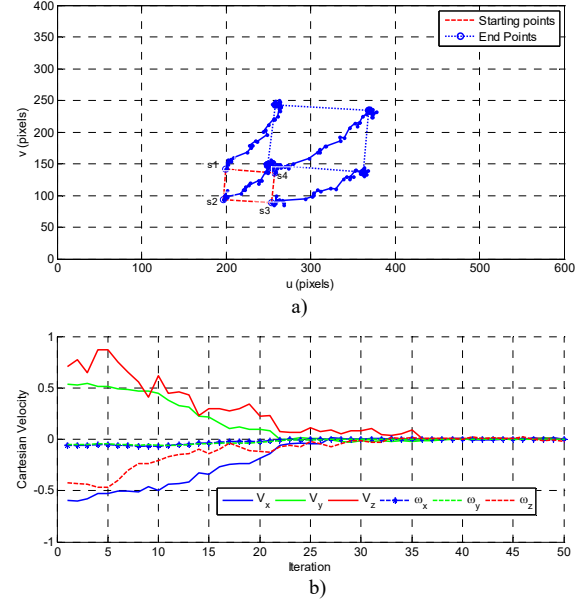 400
350
300
250
200
150
100
50
0
v (pixels)
Starting points
End Points
s1
s4
s2
s3
0 100 200 300 400 500 600
u (pixels)
a)
1
0.5
0
-0.5
-1
Cartesian Velocity
V_x V_y V_z ω_x ω_y ω_z
0 5 10 15 20 25 30 35 40 45 50
Iteration
b)